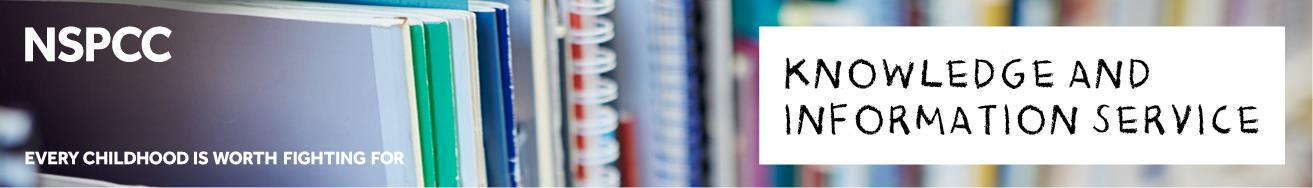 NSPCC
EVERY CHILDHOOD IS WORTH FIGHTING FOR
KNOWLEDGE AND
INFORMATION SERVICE